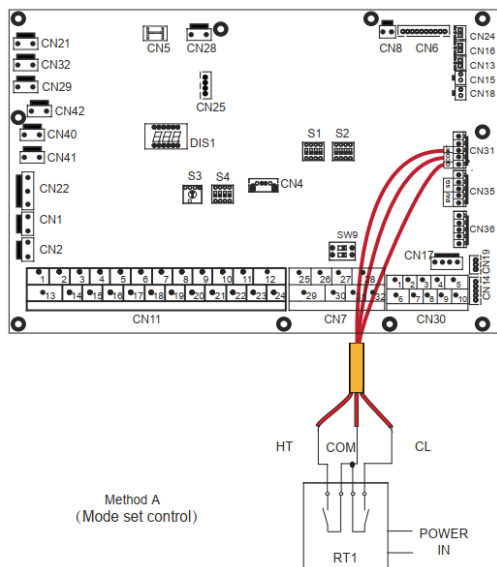 CN21
CN5
CN28
CN8
CN6
CN24
CN16
CN13
CN15
CN18
CN32
CN29
CN25
CN42
DIS1
S1
S2
CN40
CN31
CN41
S3
S4
CN4
CN22
CN35
CN1
CN36
CN2
SW9
CN17
CN19
1 2 3 4 5 6 7 8 9 10 11 12
25 26 27 28
1 2 3 4 5
CN14
13 14 15 16 17 18 19 20 21 22 23 24
29 30 31 32
6 7 8 9 10
CN11
CN7
CN30
HT
COM
CL
Method A
(Mode set control)
POWER
IN
RT1